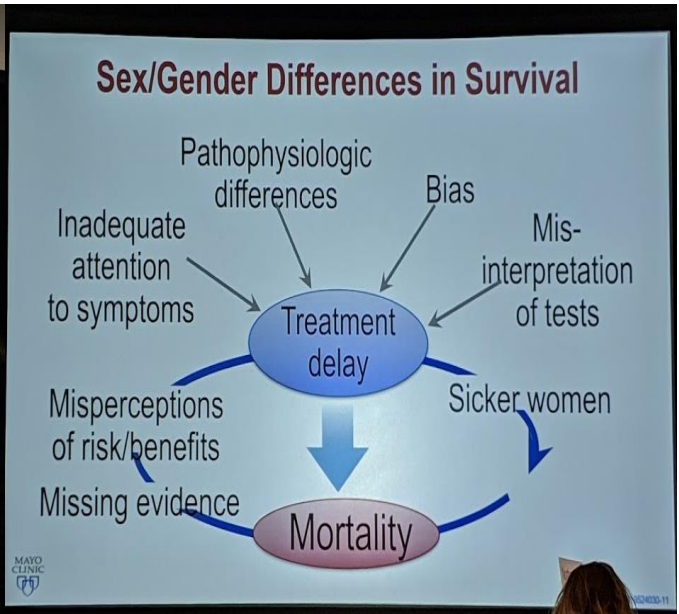 Sex/Gender Differences in Survival
Pathophysiologic
differences
Bias
Inadequate
attention
to symptoms
Mis-
interpretation
of tests
Treatment
delay
Misperceptions
of risk/benefits
Sicker women
Missing evidence
Mortality
MAYO
CLINIC